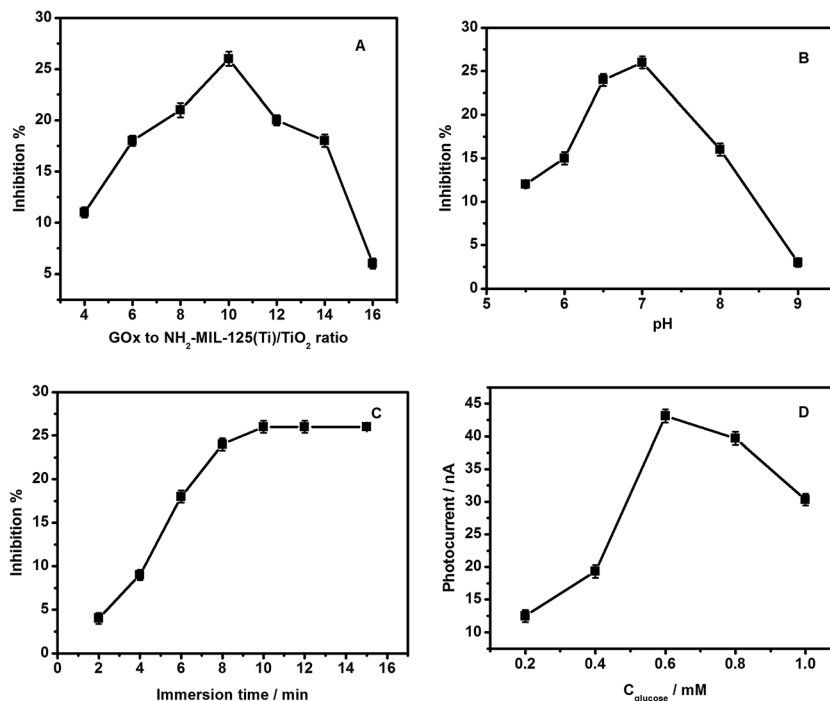 A
30
25
20
15
10
5
Inhibition %
4 6 8 10 12 14 16
GOx to NH₂-MIL-125(Ti)/TiO₂ ratio
B
30
25
20
15
10
5
0
Inhibition %
5 6 7 8 9
pH
C
30
25
20
15
10
5
0
Inhibition %
0 2 4 6 8 10 12 14 16
Immersion time / min
D
45
40
35
30
25
20
15
10
Photocurrent / nA
0.2 0.4 0.6 0.8 1.0
C_glucose / mM